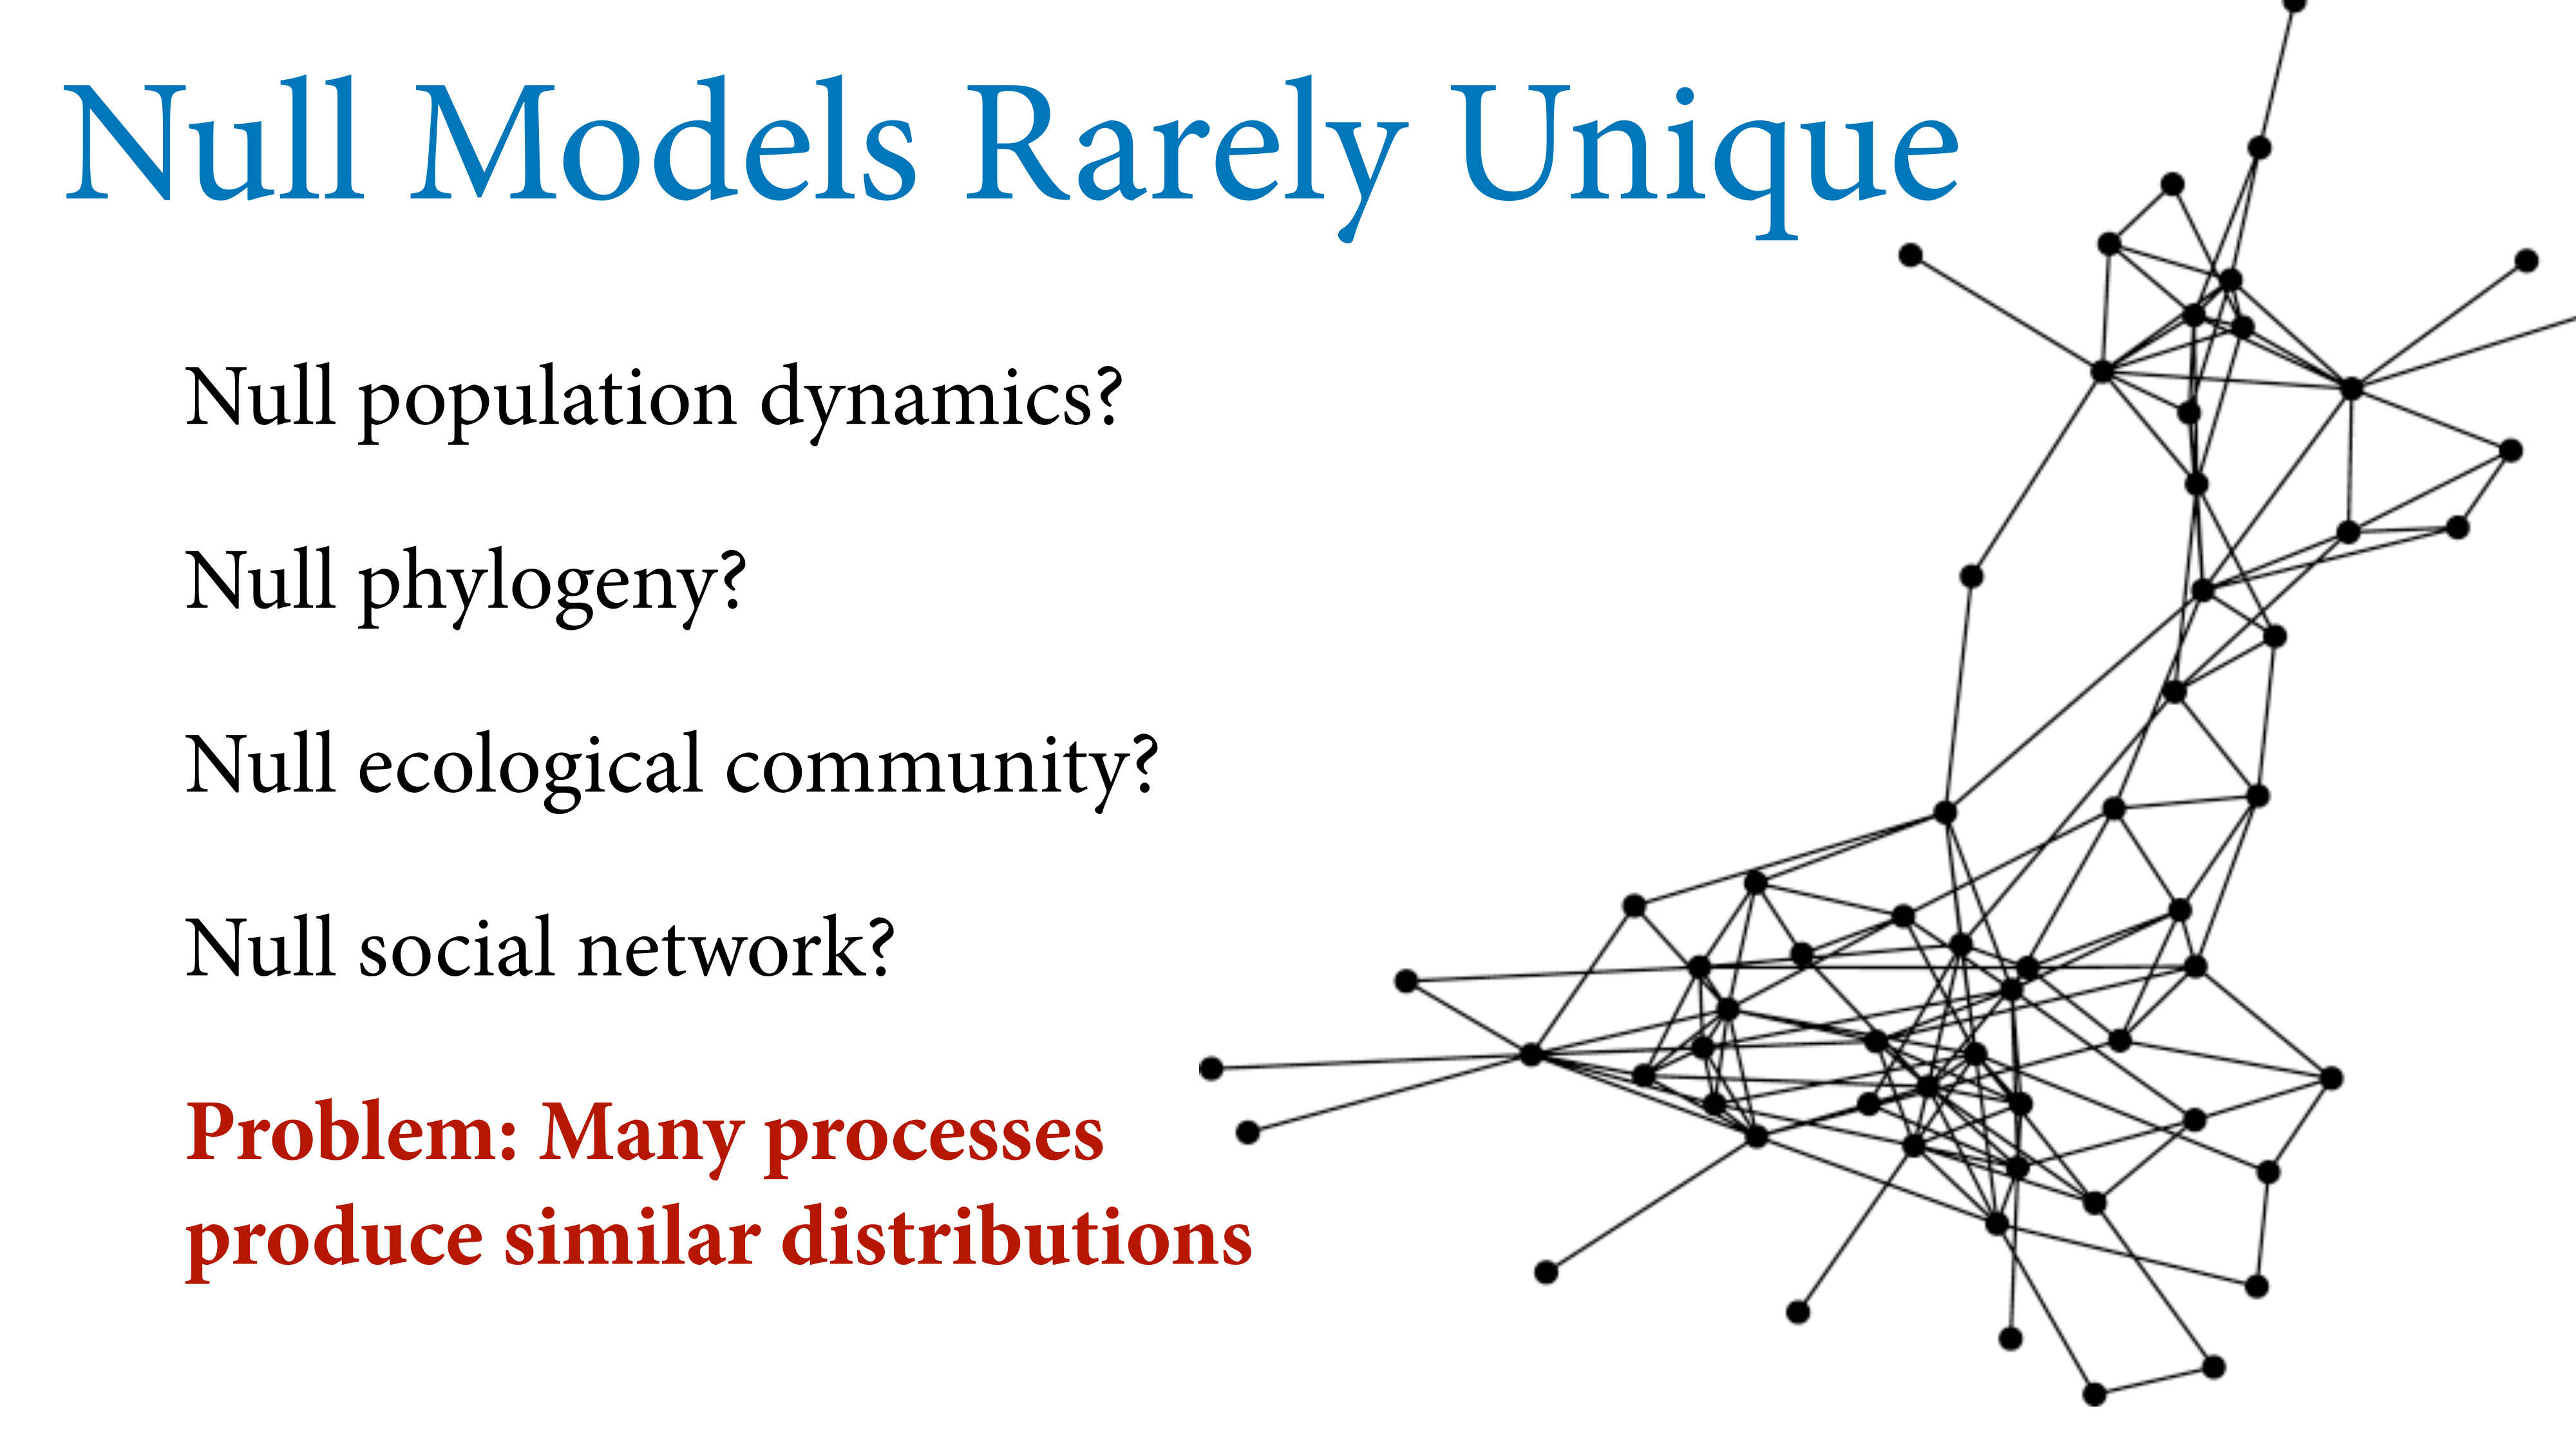 Null Models Rarely Unique
Null population dynamics?
Null phylogeny?
Null ecological community?
Null social network?
Problem: Many processes
produce similar distributions